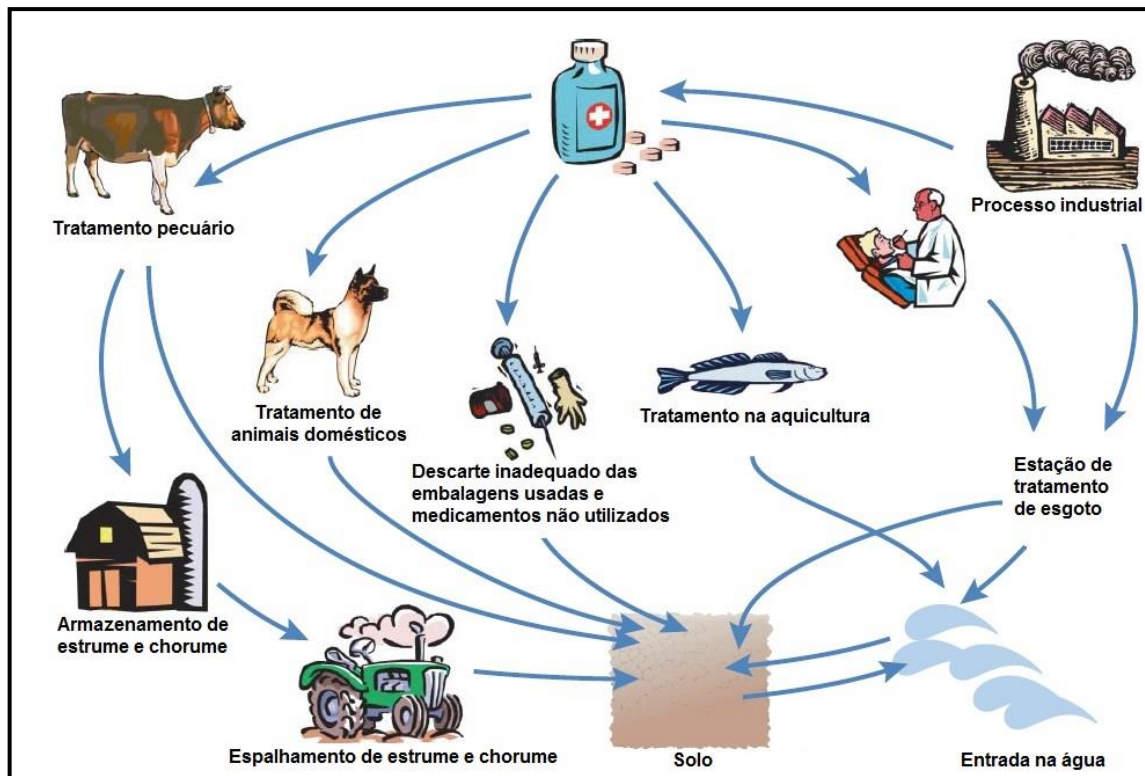 Processo industrial
Tratamento pecuário
Tratamento de
animais domésticos
Tratamento na aquicultura
Descarte inadequado das
embalagens usadas e
medicamentos não utilizados
Estação de
tratamento
de esgoto
Armazenamento de
estrume e chorume
Espalhamento de estrume e chorume
Solo
Entrada na água